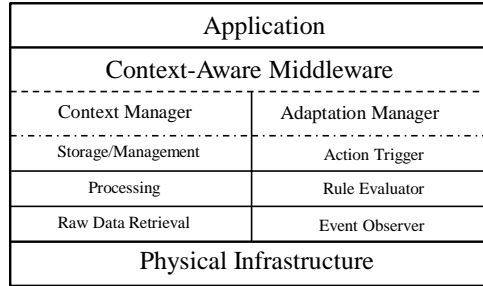 Application
Context-Aware Middleware
Context Manager
Adaptation Manager
Storage/Management
Action Trigger
Processing
Rule Evaluator
Raw Data Retrieval
Event Observer
Physical Infrastructure